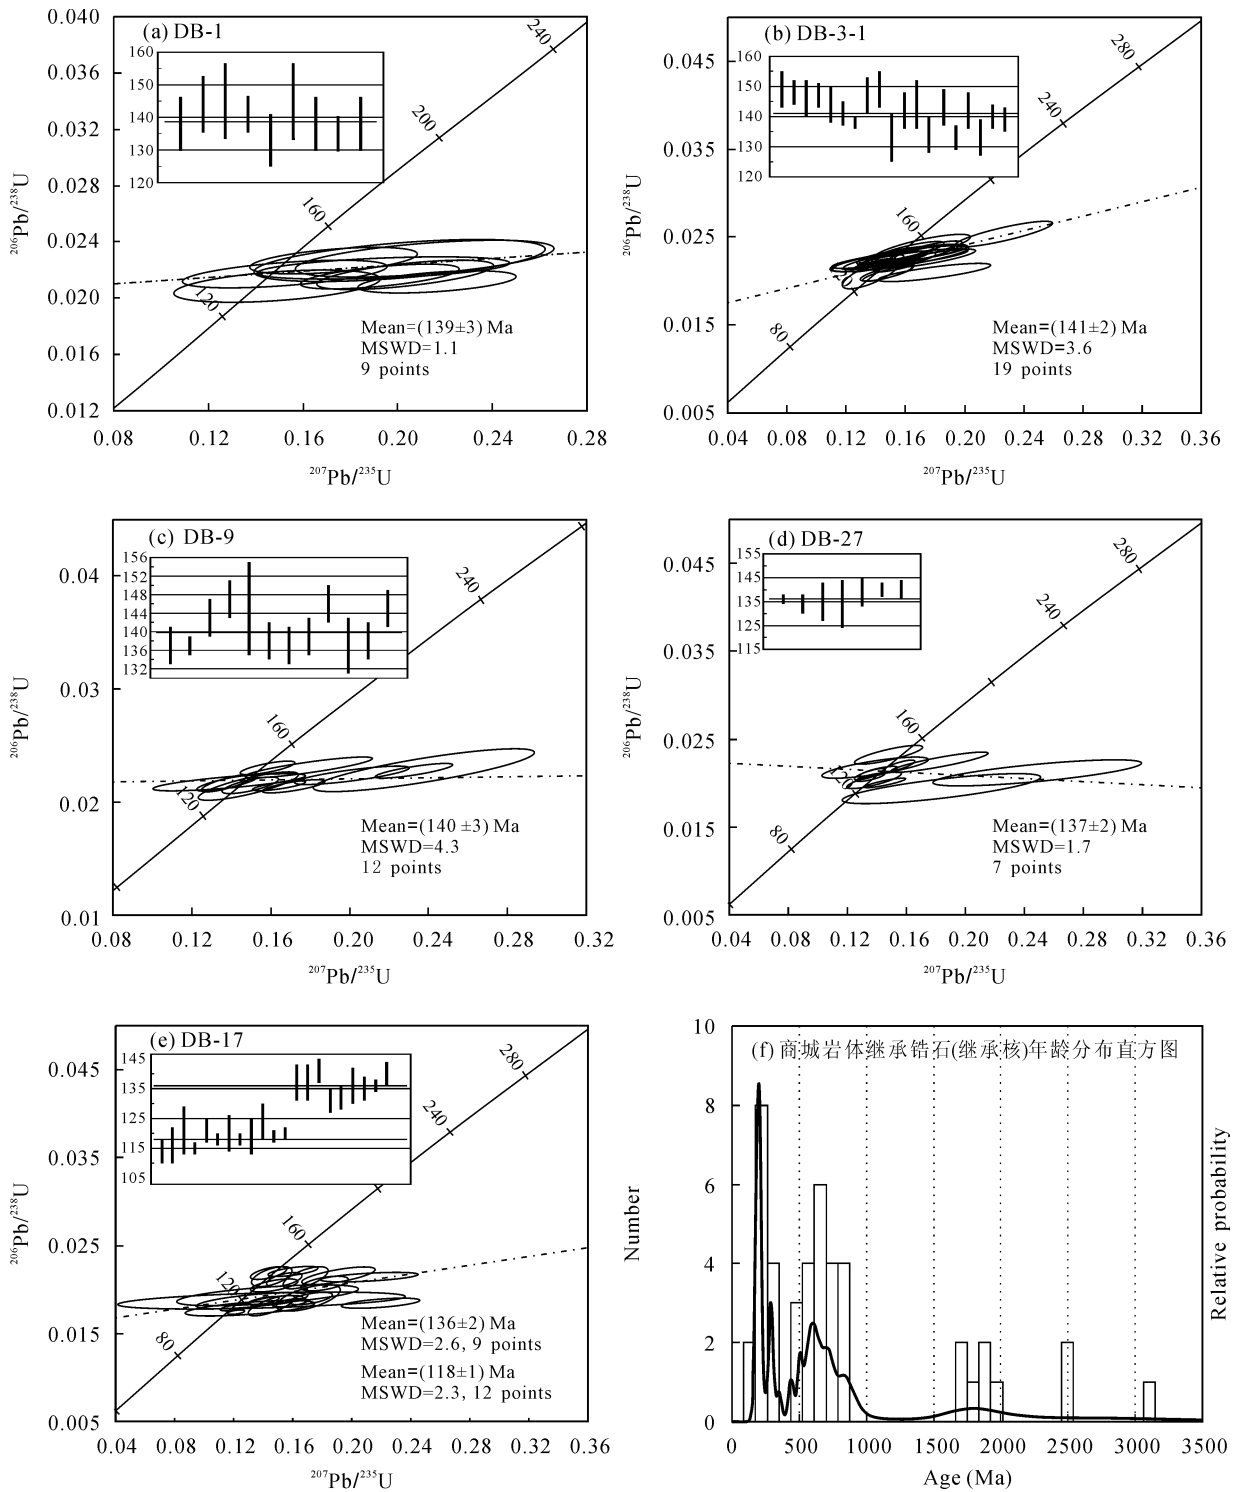 (a) DB-1
0.040
0.036
0.032
0.028
0.024
0.020
0.016
0.012
160
150
140
130
120
240
200
160
120
Mean=(139±3) Ma
MSWD=1.1
9 points
0.08 0.12 0.16 0.20 0.24 0.28
206Pb/238U
207Pb/235U
(b) DB-3-1
0.045
0.035
0.025
0.015
0.005
160
150
140
130
120
280
240
160
80
Mean=(141±2) Ma
MSWD=3.6
19 points
0.04 0.08 0.12 0.16 0.20 0.24 0.28 0.32 0.36
206Pb/238U
207Pb/235U
(c) DB-9
0.04
0.03
0.02
0.01
156
152
148
144
140
136
132
240
160
120
Mean=(140 ±3) Ma
MSWD=4.3
12 points
0.08 0.12 0.16 0.20 0.24 0.28 0.32
206Pb/238U
207Pb/235U
(d) DB-27
0.045
0.035
0.025
0.015
0.005
155
145
135
125
115
280
240
160
120
80
Mean=(137±2) Ma
MSWD=1.7
7 points
0.04 0.08 0.12 0.16 0.20 0.24 0.28 0.32 0.36
206Pb/238U
207Pb/235U
(e) DB-17
0.045
0.035
0.025
0.015
0.005
145
135
125
115
105
280
240
160
120
80
Mean=(136±2) Ma
MSWD=2.6, 9 points
Mean=(118±1) Ma
MSWD=2.3, 12 points
0.04 0.08 0.12 0.16 0.20 0.24 0.28 0.32 0.36
206Pb/238U
207Pb/235U
(f) 商城岩体继承锆石(继承核)年龄分布直方图
10
8
6
4
2
0
Number
Relative probability
0 500 1000 1500 2000 2500 3000 3500
Age (Ma)